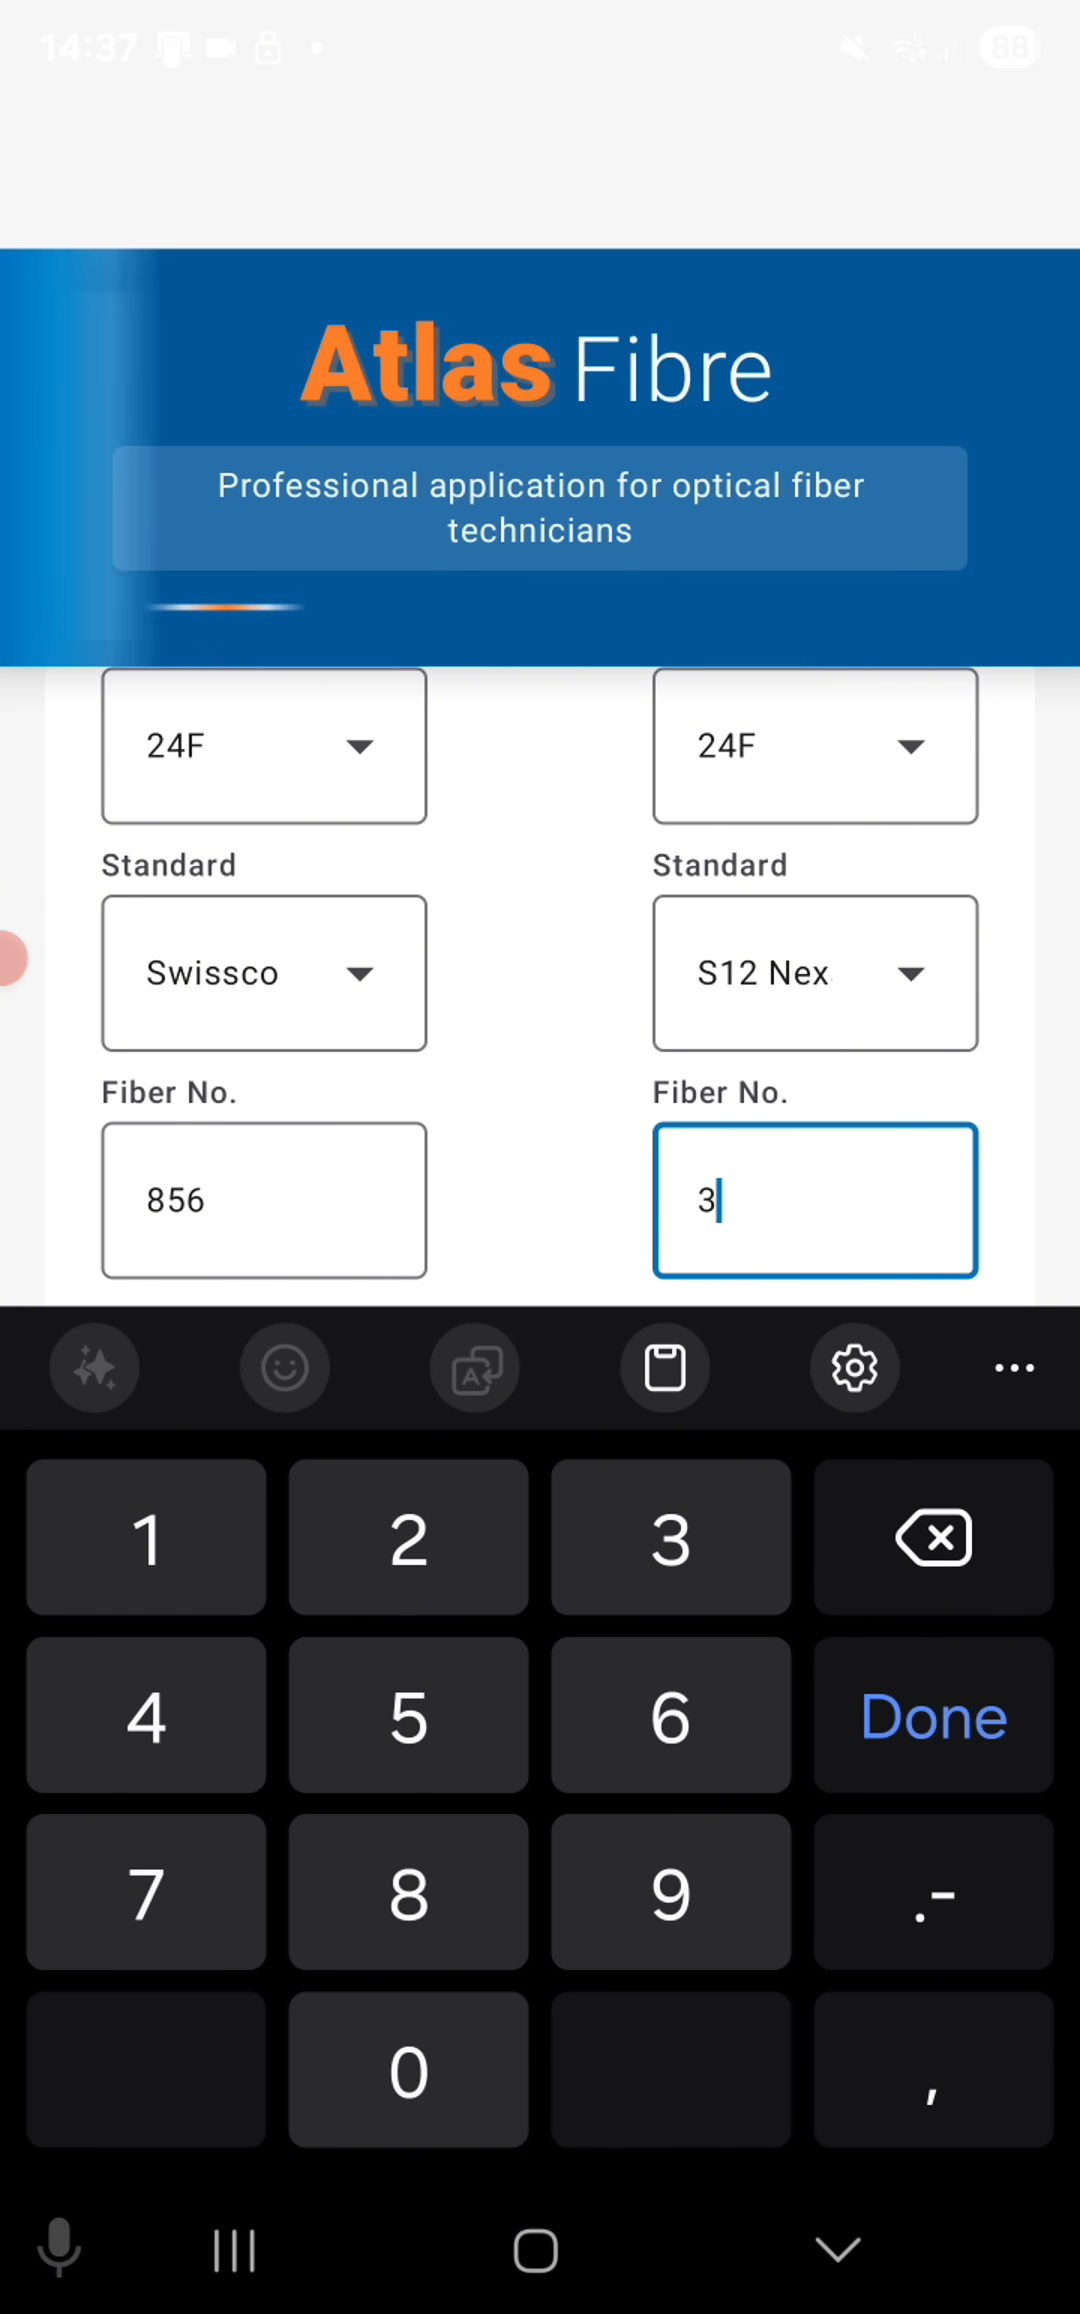 14:37
88
Atlas Fibre
Professional application for optical fiber
technicians
24F
24F
Standard
Standard
Swissco
S12 Nex
Fiber No.
Fiber No.
856
3
1 2 3
4 5 6 Done
7 8 9 .-
0 ,